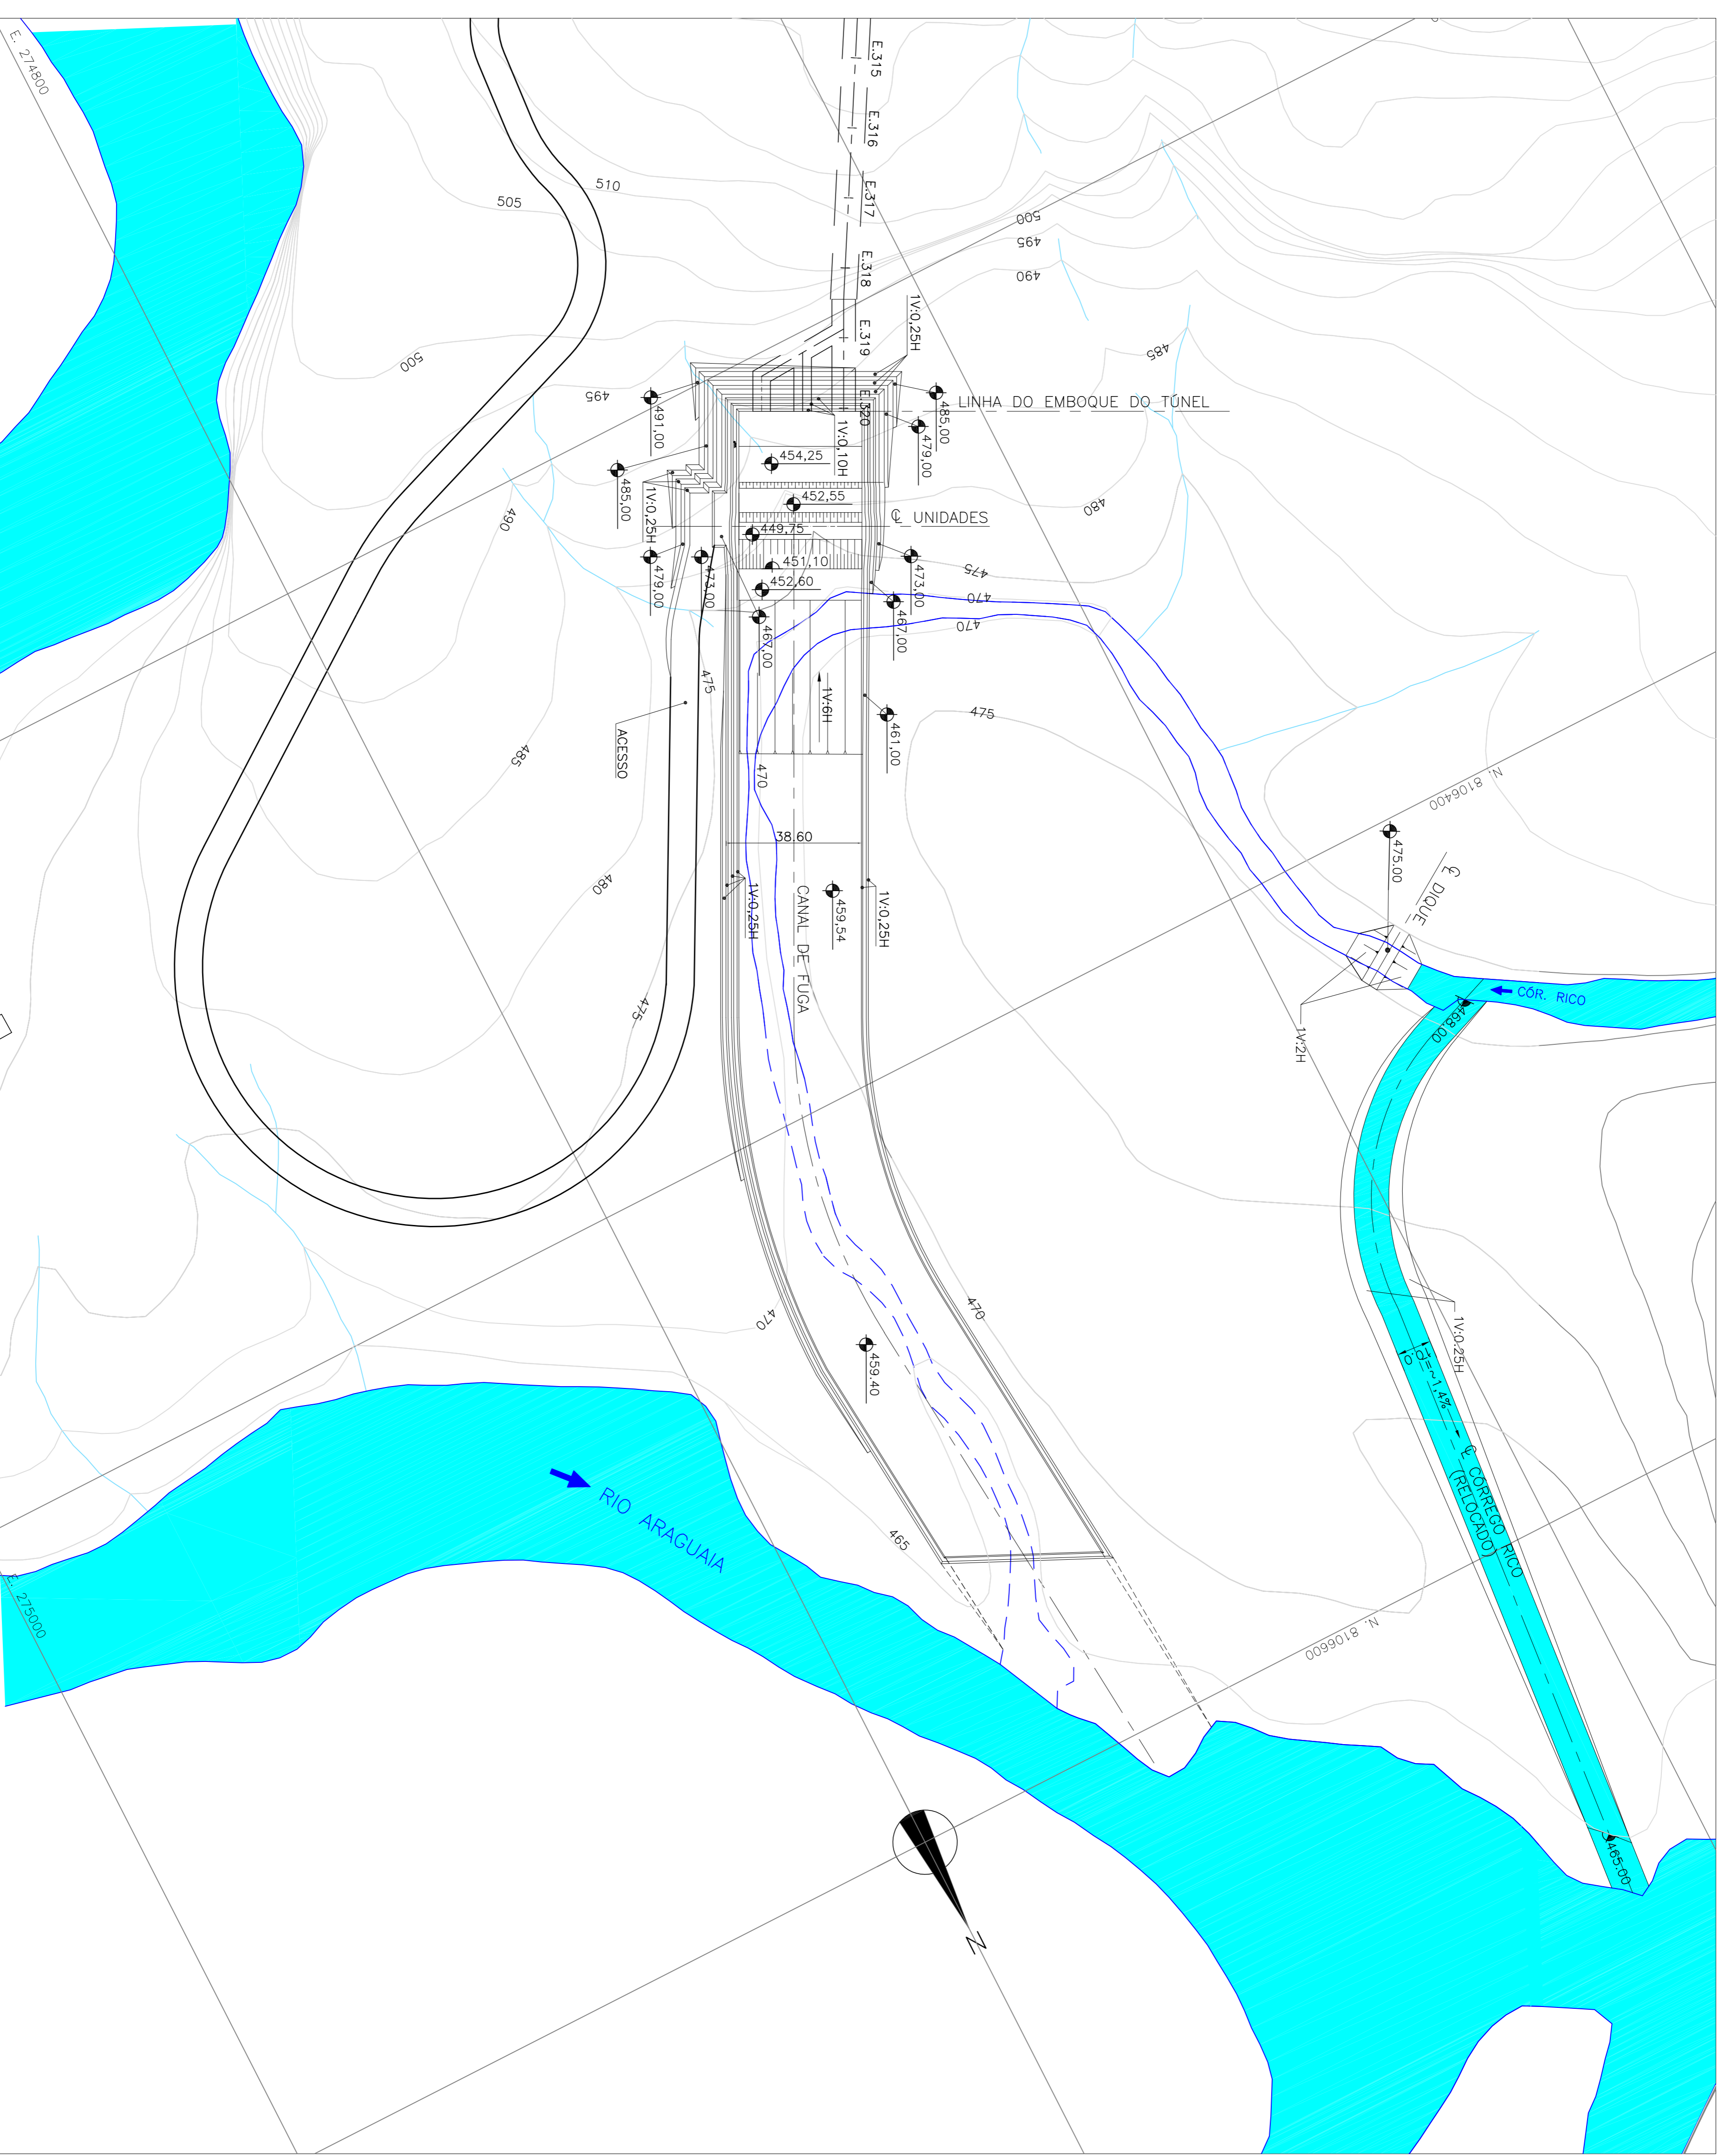 E. 274800
E.315
E.316
E.317
E.318
E.319
E.320
510
505
500
495
490
500
495
485
1V:0,25H
LINHA DO EMBOQUE DO TÚNEL
485,00
479,00
491,00
485,00
1V:0,10H
454,25
452,55
℄ UNIDADES
449,75
451,10
452,60
1V:0,25H
479,00
473,00
467,00
473,00
467,00
461,00
490
480
475
470
470
475
475
485
480
475
470
ACESSO
1V:6H
38.60
1V:0,25H
CANAL DE FUGA
459,54
1V:0,25H
N. 8106400
475.00
℄ DIQUE
CÓR. RICO
468.00
1V:2H
1V:0.25H
i=~1,4%
℄ CÓRREGO RICO
(RELOCADO)
470
470
459.40
465
RIO ARAGUAIA
E. 275000
N. 8106600
465.00
N